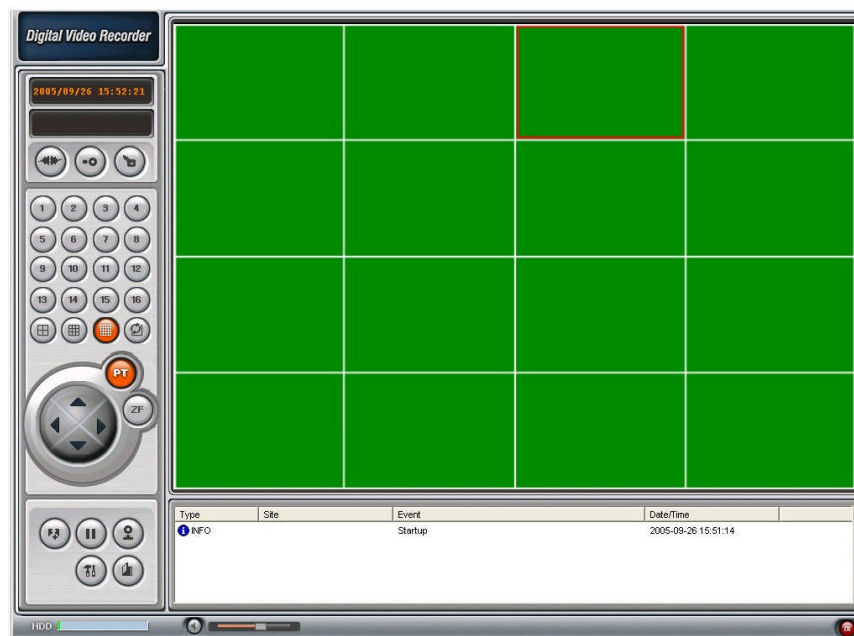 Digital Video Recorder
2005/09/26 15:52:21
1 2 3 4
5 6 7 8
9 10 11 12
13 14 15 16
PT
ZF
Type Site Event Date/Time
INFO Startup 2005-09-26 15:51:14
HDD